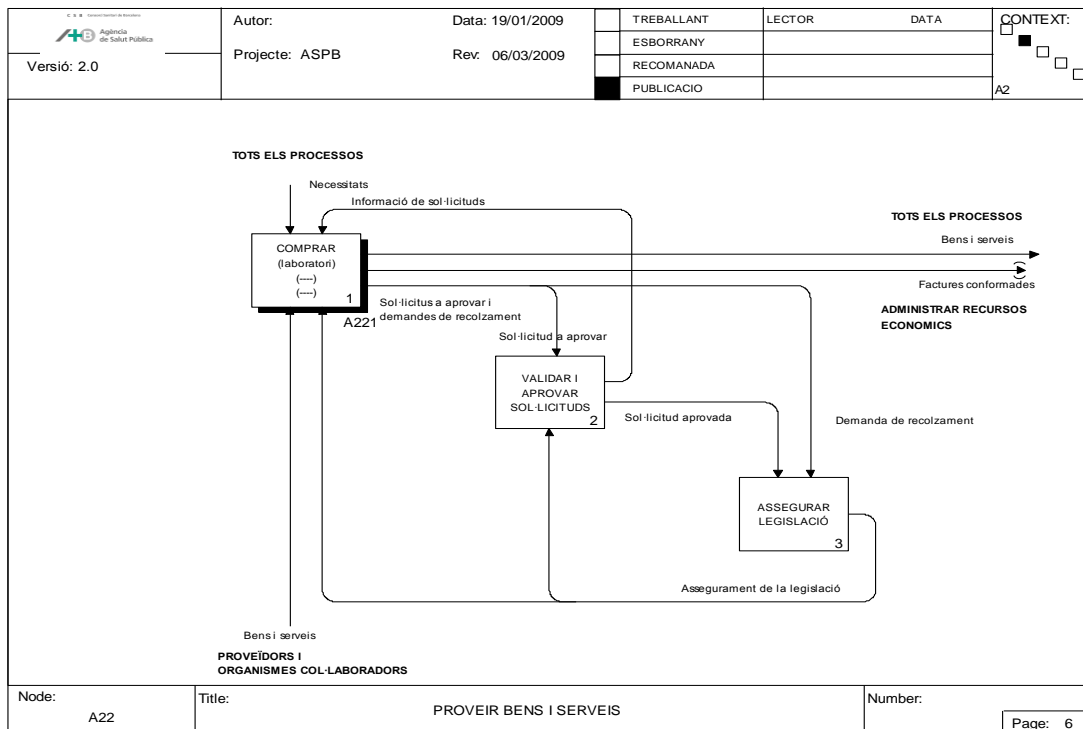 C S B Consorci Sanitari de Barcelona
Agència
de Salut Pública
Versió: 2.0
Autor:
Data: 19/01/2009
Projecte: ASPB
Rev: 06/03/2009
TREBALLANT
LECTOR
DATA
ESBORRANY
RECOMANADA
PUBLICACIO
CONTEXT:
A2
TOTS ELS PROCESSOS
Necessitats
Informació de sol·licituds
TOTS ELS PROCESSOS
Bens i serveis
COMPRAR
(laboratori)
(----)
(----)
1
A221
Factures conformades
Sol·licitus a aprovar i
demandes de recolzament
ADMINISTRAR RECURSOS
ECONOMICS
Sol·licitud a aprovar
VALIDAR I
APROVAR
SOL·LICITUDS
2
Sol·licitud aprovada
Demanda de recolzament
ASSEGURAR
LEGISLACIÓ
3
Assegurament de la legislació
Bens i serveis
PROVEÏDORS I
ORGANISMES COL·LABORADORS
Node:
A22
Title:
PROVEIR BENS I SERVEIS
Number:
Page: 6